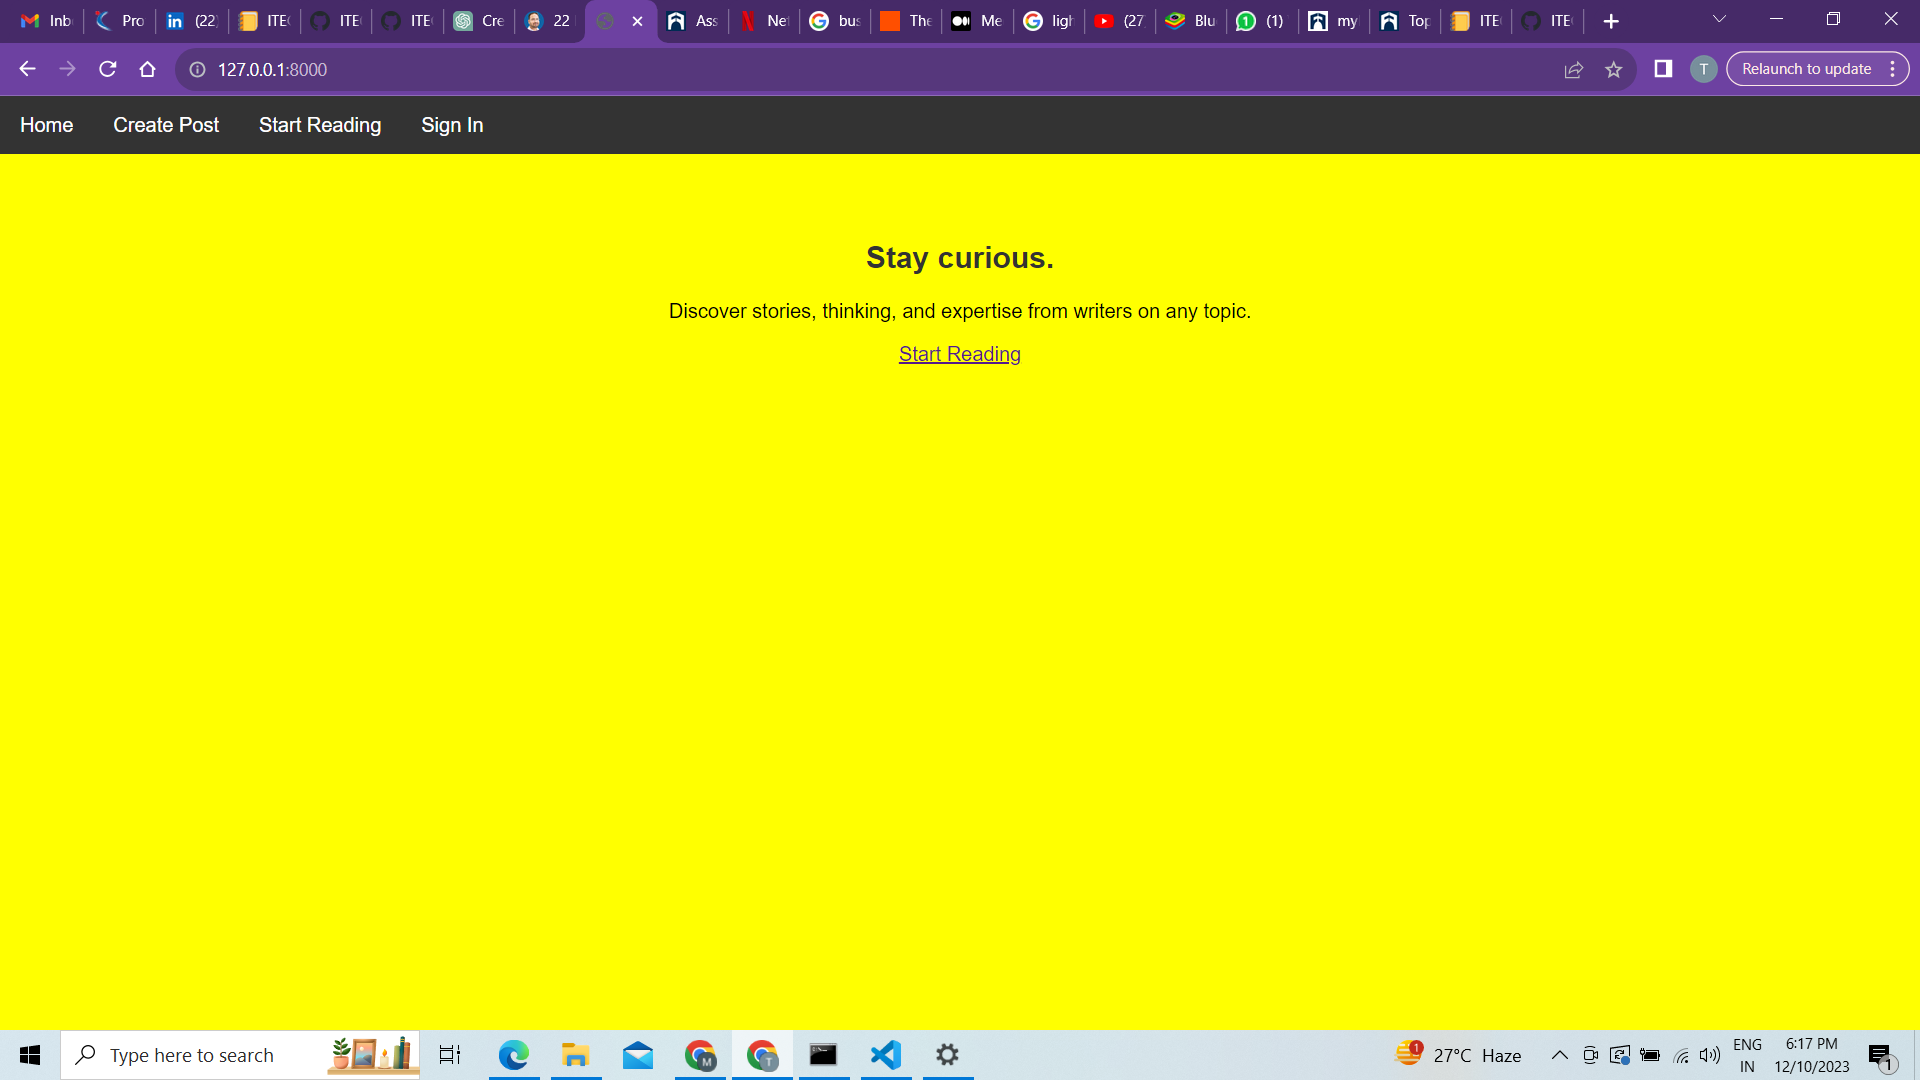 Inb
Pro
(22)
ITE
ITE
ITE
Cre
22
Ass
Net
bus
The
Me
ligh
(27
Blu
(1)
my
Top
ITE
ITE
127.0.0.1:8000
T
Relaunch to update
Home
Create Post
Start Reading
Sign In
Stay curious.
Discover stories, thinking, and expertise from writers on any topic.
Start Reading
Type here to search
M
T
1
27°C Haze
ENG
IN
6:17 PM
12/10/2023
1